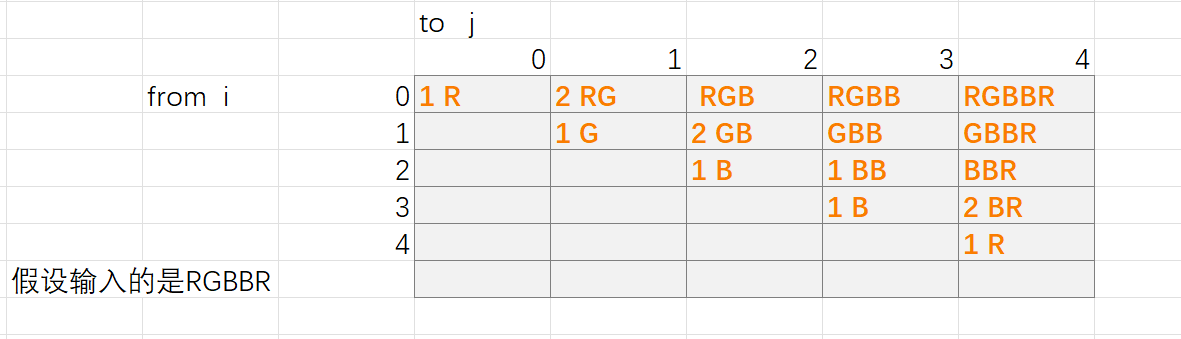 to j
0 1 2 3 4
from i 0 1 R 2 RG RGB RGBB RGBBR
1 1 G 2 GB GBB GBBR
2 1 B 1 BB BBR
3 1 B 2 BR
4 1 R
假设输入的是RGBBR